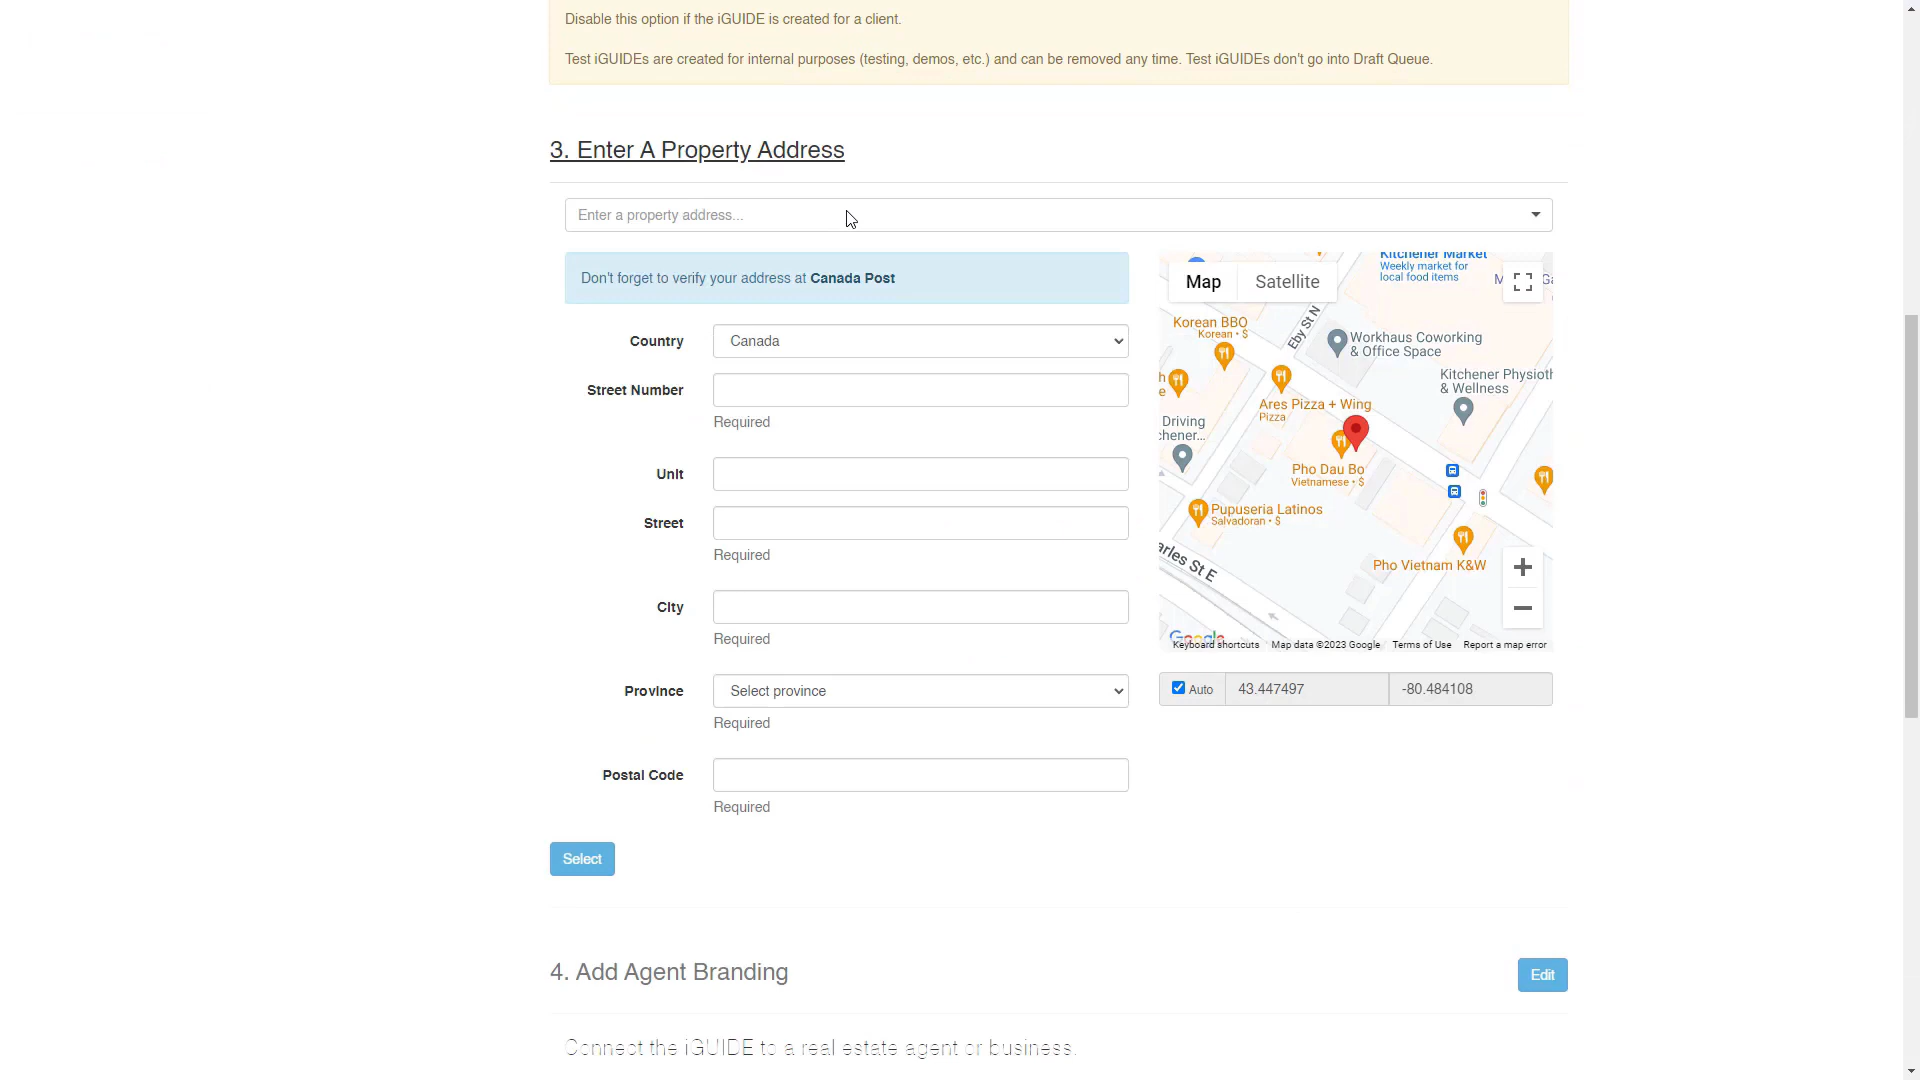 Disable this option if the iGUIDE is created for a client.
Test iGUIDEs are created for internal purposes (testing, demos, etc.) and can be removed any time. Test iGUIDEs don't go into Draft Queue.
3. Enter A Property Address
Enter a property address...
Don't forget to verify your address at Canada Post
Country
Canada
Street Number
Required
Unit
Street
Required
City
Required
Province
Select province
Required
Postal Code
Required
Map
Satellite
Kitchener Market
Weekly market for
local food items
Korean BBQ
Korean • $
Eby St N
Workhaus Coworking
& Office Space
Kitchener Physioth
& Wellness
Ares Pizza + Wing
Pizza
Driving
chener...
Pho Dau Bo
Vietnamese • $
Pupuseria Latinos
Salvadoran • $
arles St E
Pho Vietnam K&W
Google
Keyboard shortcuts
Map data ©2023 Google
Terms of Use
Report a map error
Auto
43.447497
-80.484108
Select
4. Add Agent Branding
Edit
Connect the iGUIDE to a real estate agent or business.